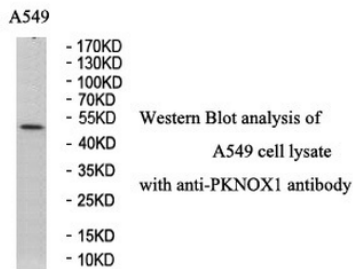 A549
- 170KD
- 130KD
- 100KD
- 70KD
- 55KD
- 40KD
- 35KD
- 25KD
- 15KD
- 10KD
Western Blot analysis of
A549 cell lysate
with anti-PKNOX1 antibody